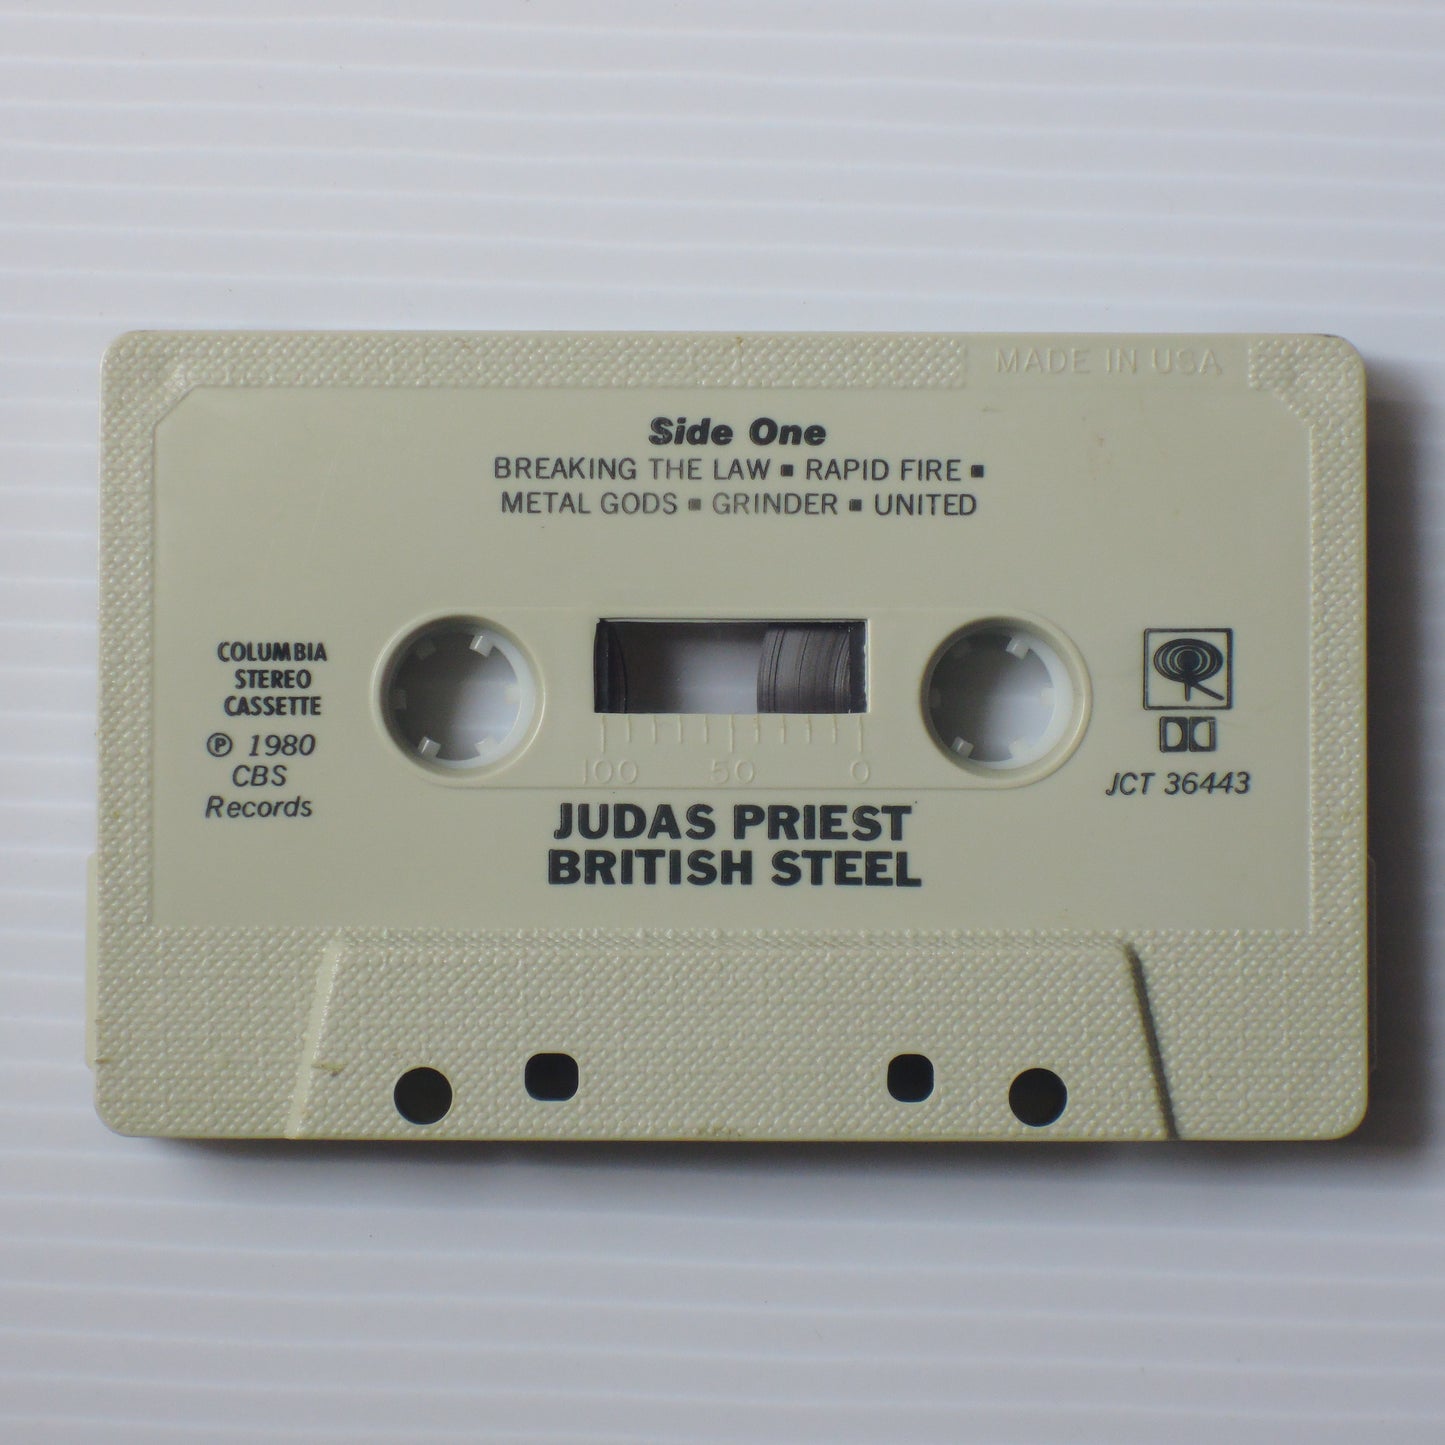 MADE IN USA
Side One
BREAKING THE LAW ▪ RAPID FIRE ▪
METAL GODS ▪ GRINDER ▪ UNITED
COLUMBIA
STEREO
CASSETTE
℗ 1980
CBS
Records
100 50 0
JCT 36443
JUDAS PRIEST
BRITISH STEEL